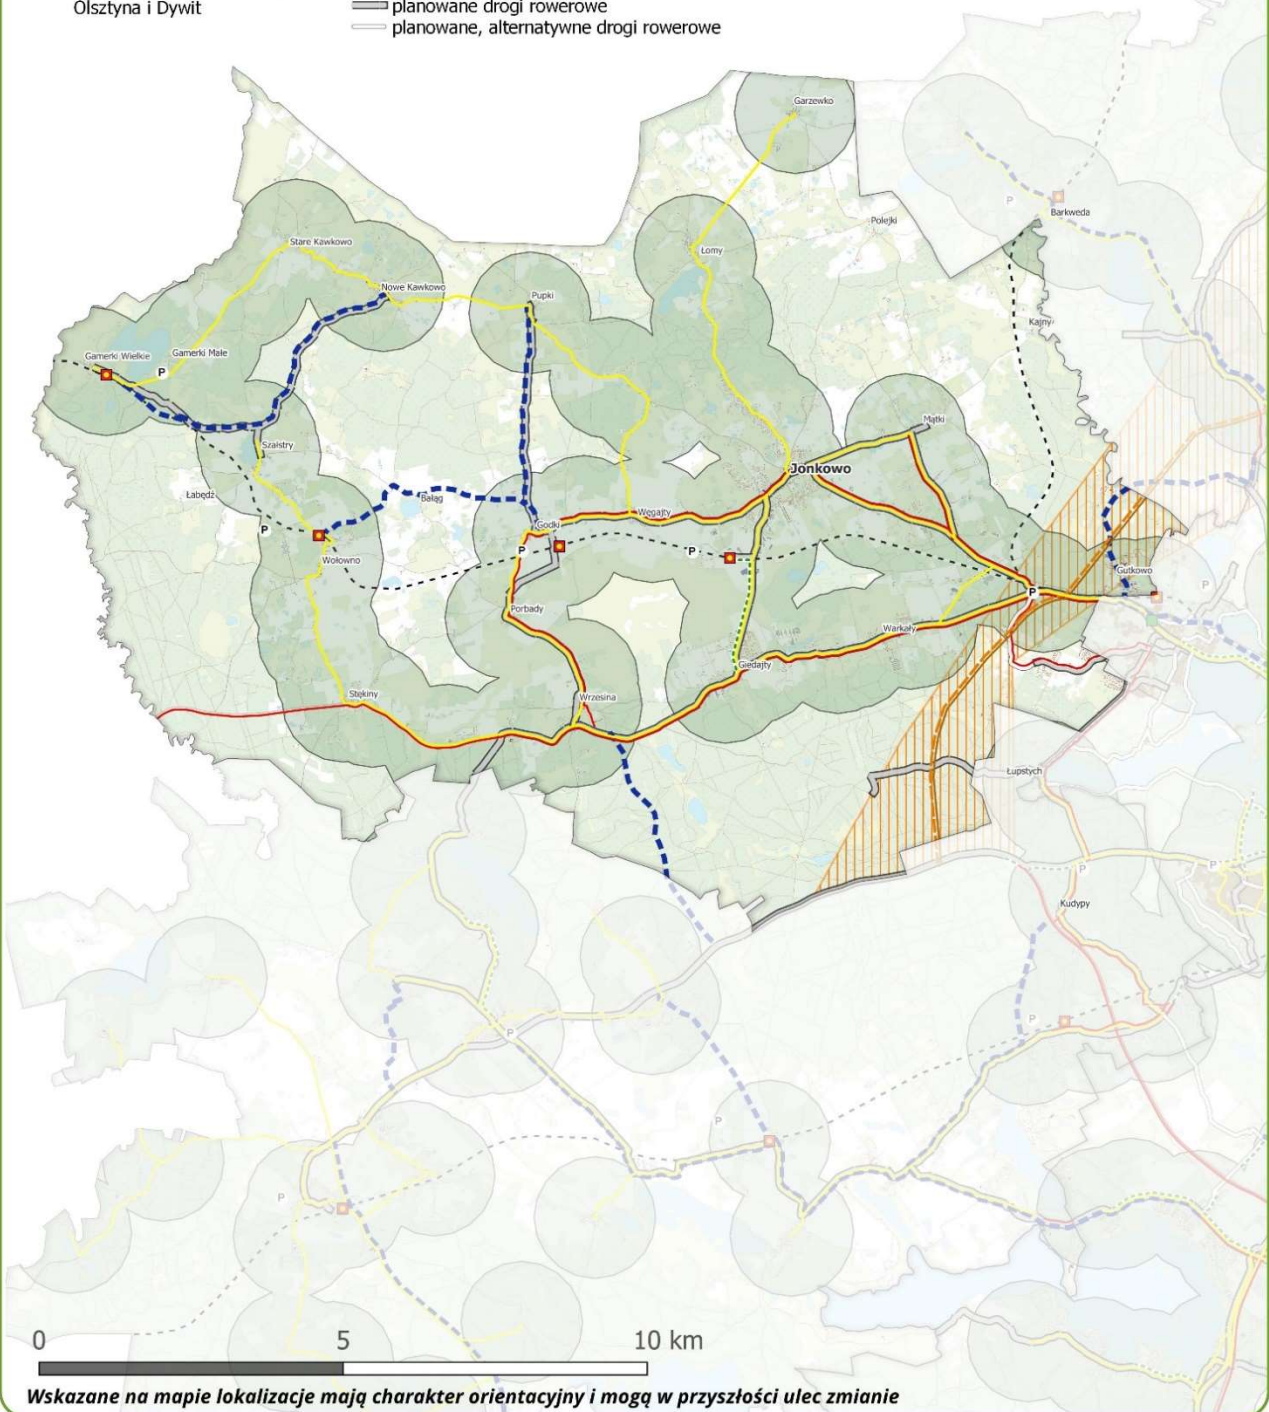 Olsztyna i Dywit
planowane drogi rowerowe
planowane, alternatywne drogi rowerowe
Garzewko
P
Barkweda
Polejki
Stare Kawkowo
Łomy
Nowe Kawkowo
Pupki
Kajny
Gamerki Wielkie
Gamerki Małe
P
Mątki
Szałstry
Jonkowo
Łabędź
Bałąg
Węgajty
P
Godki
P
P
Wołowno
Gutkowo
P
P
Porbady
Warkały
Giedajty
Stękiny
Wrzesina
Łupstych
P
P
Kudypy
P
P
P
P
0 5 10 km
Wskazane na mapie lokalizacje mają charakter orientacyjny i mogą w przyszłości ulec zmianie